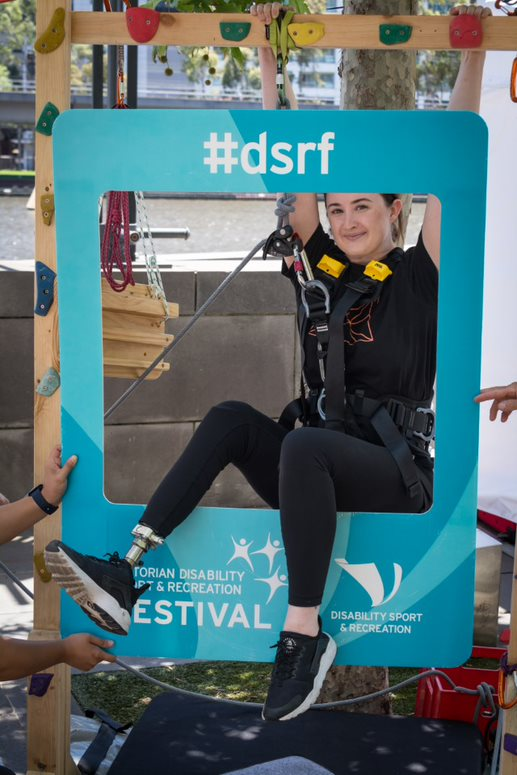 #dsrf
TORIAN DISABILITY
RT & RECREATION
ESTIVAL
DISABILITY SPORT
& RECREATION